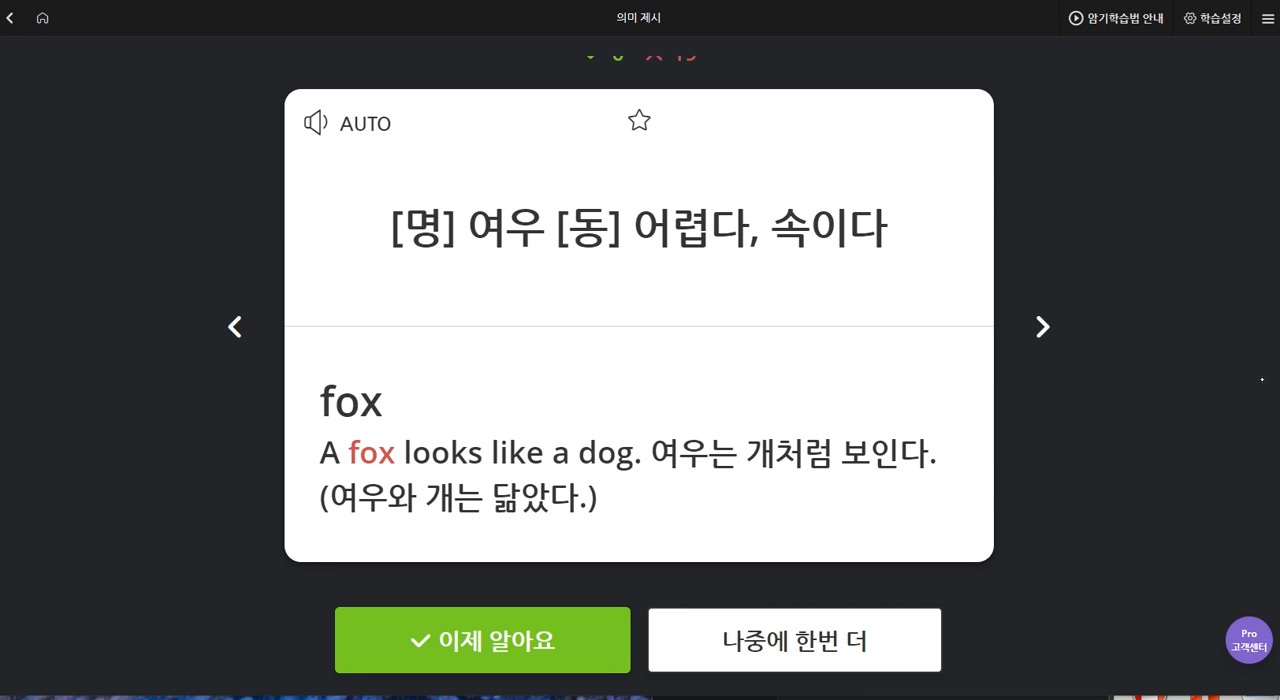 의미 제시
암기학습법 안내
학습설정
AUTO
[명] 여우 [동] 어렵다, 속이다
fox
A fox looks like a dog. 여우는 개처럼 보인다.
(여우와 개는 닮았다.)
이제 알아요
나중에 한번 더
Pro
고객센터